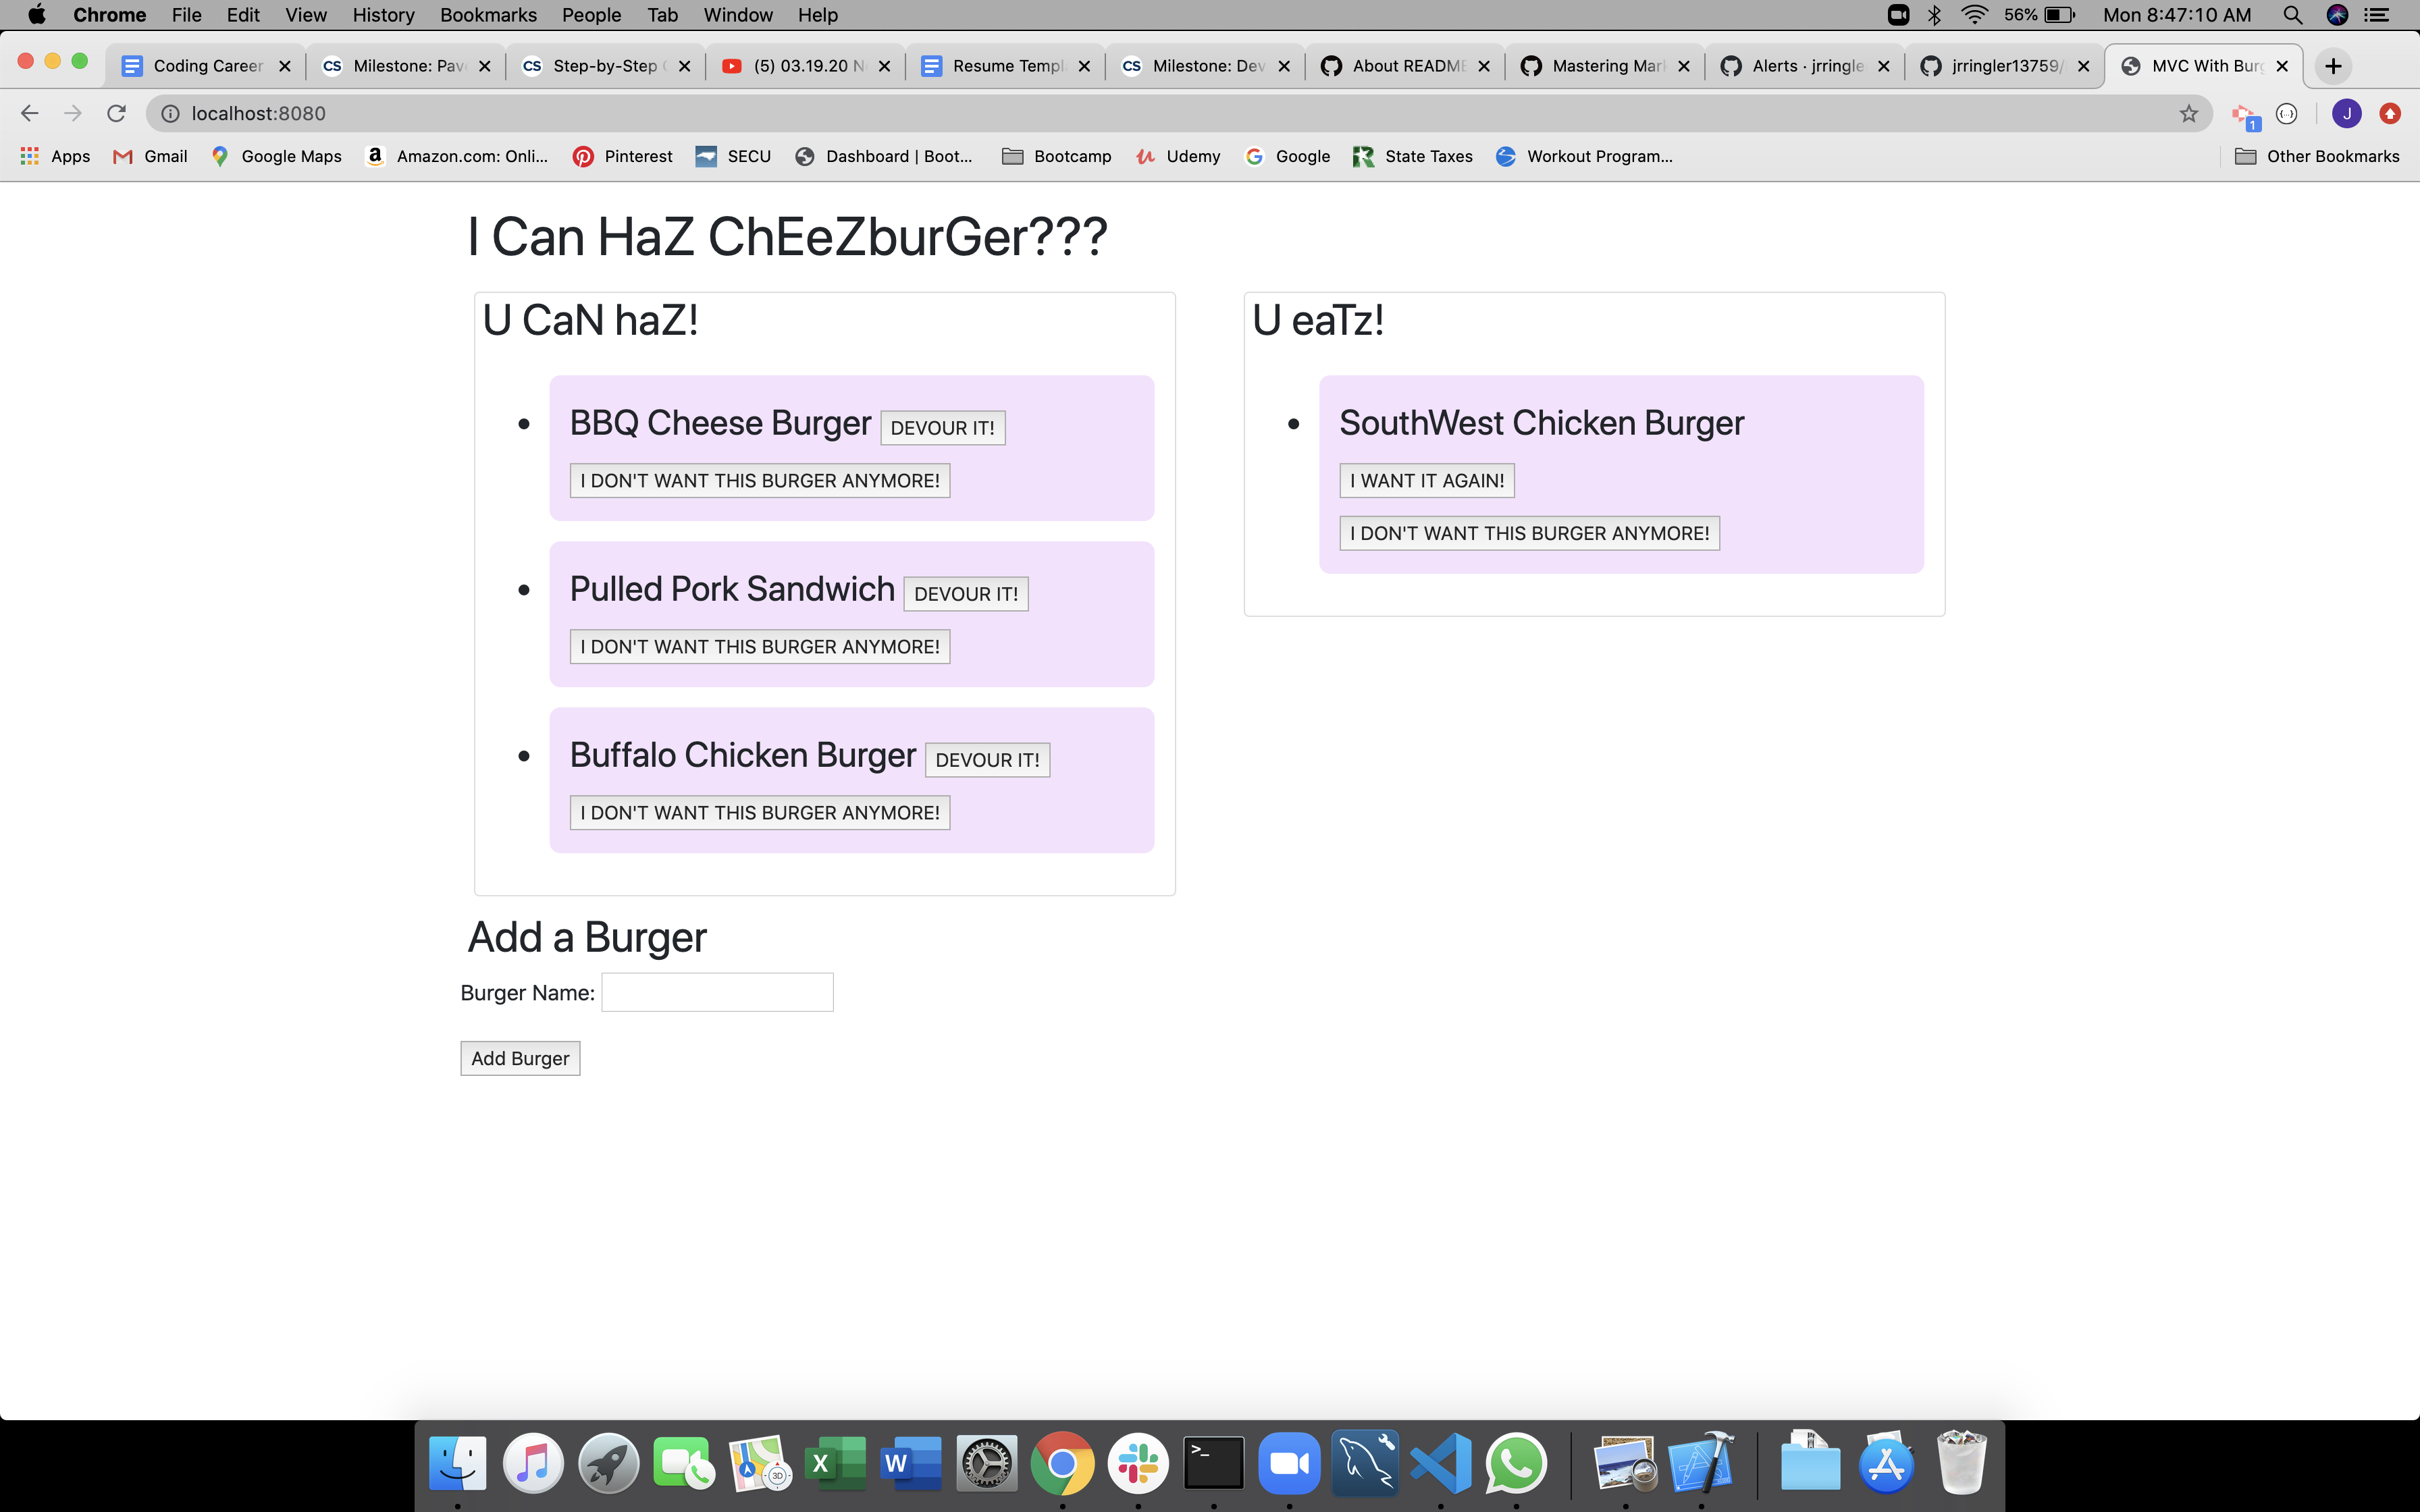 Chrome File Edit View History Bookmarks People Tab Window Help 56% Mon 8:47:10 AM
Coding Career CS Milestone: Pav CS Step-by-Step (5) 03.19.20 Resume Templ CS Milestone: Dev About README Mastering Mar Alerts · jrringle jrringler13759/ MVC With Burg
localhost:8080 1 J
Apps Gmail Google Maps Amazon.com: Onli... Pinterest SECU Dashboard | Boot... Bootcamp Udemy Google State Taxes Workout Program... Other Bookmarks
I Can HaZ ChEeZburGer???
U CaN haZ!
BBQ Cheese Burger DEVOUR IT!
I DON'T WANT THIS BURGER ANYMORE!
Pulled Pork Sandwich DEVOUR IT!
I DON'T WANT THIS BURGER ANYMORE!
Buffalo Chicken Burger DEVOUR IT!
I DON'T WANT THIS BURGER ANYMORE!
U eaTz!
SouthWest Chicken Burger
I WANT IT AGAIN!
I DON'T WANT THIS BURGER ANYMORE!
Add a Burger
Burger Name:
Add Burger
3D X W >_